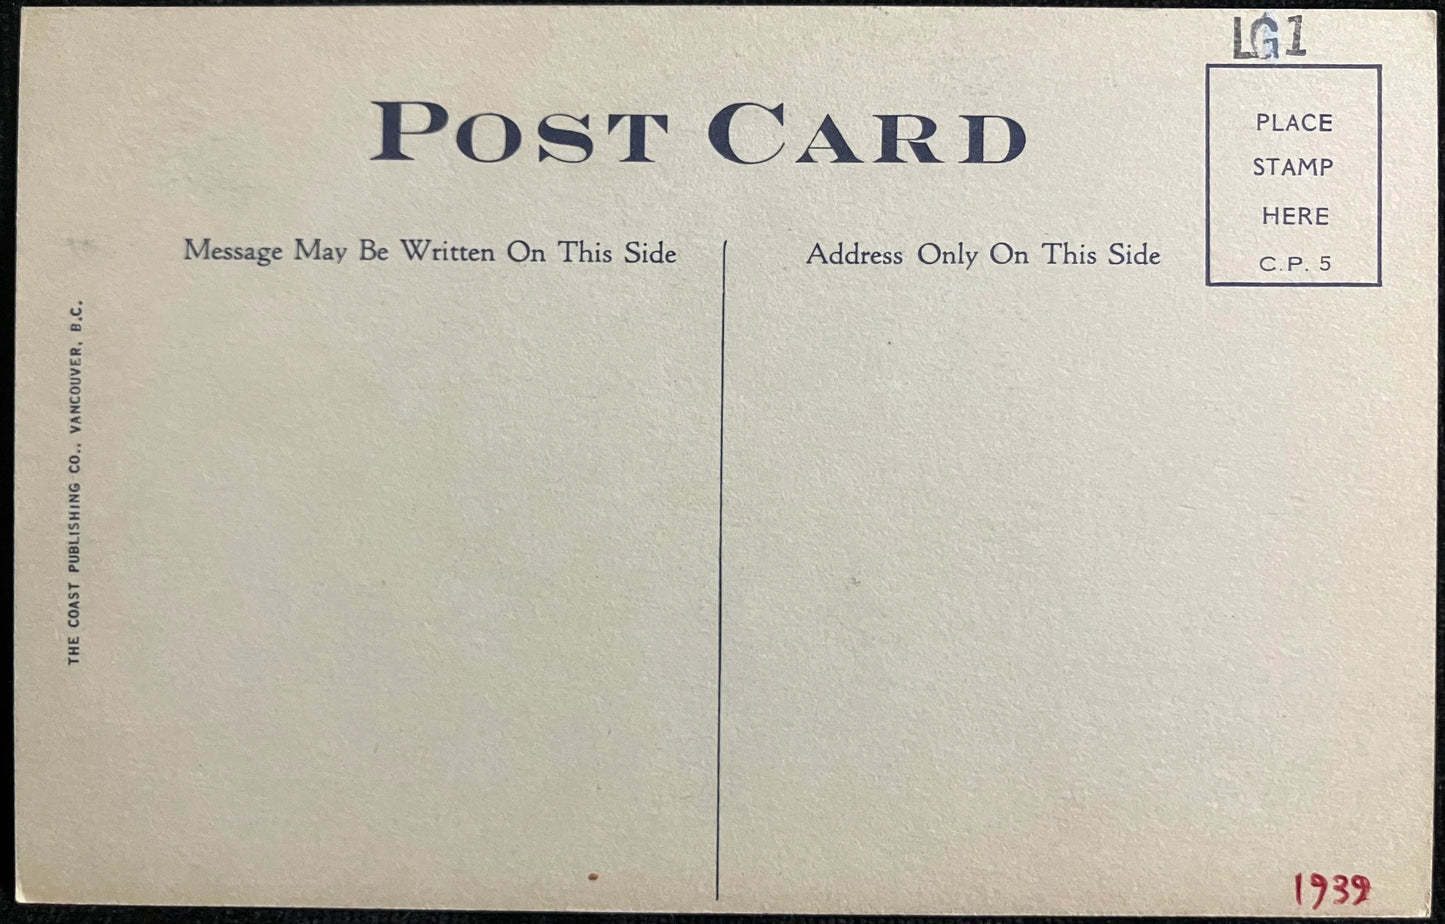 LG1
POST CARD
PLACE
STAMP
HERE
C.P. 5
Message May Be Written On This Side
Address Only On This Side
THE COAST PUBLISHING CO., VANCOUVER, B.C.
1939